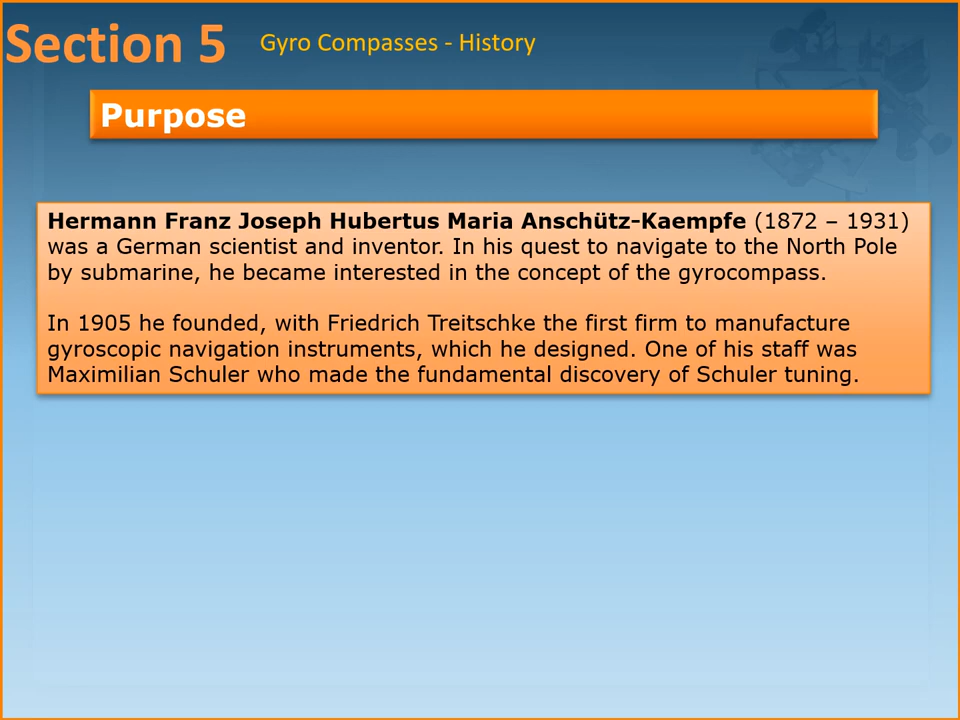 Section 5
Gyro Compasses - History
Purpose
Hermann Franz Joseph Hubertus Maria Anschütz-Kaempfe (1872 – 1931)
was a German scientist and inventor. In his quest to navigate to the North Pole
by submarine, he became interested in the concept of the gyrocompass.
In 1905 he founded, with Friedrich Treitschke the first firm to manufacture
gyroscopic navigation instruments, which he designed. One of his staff was
Maximilian Schuler who made the fundamental discovery of Schuler tuning.